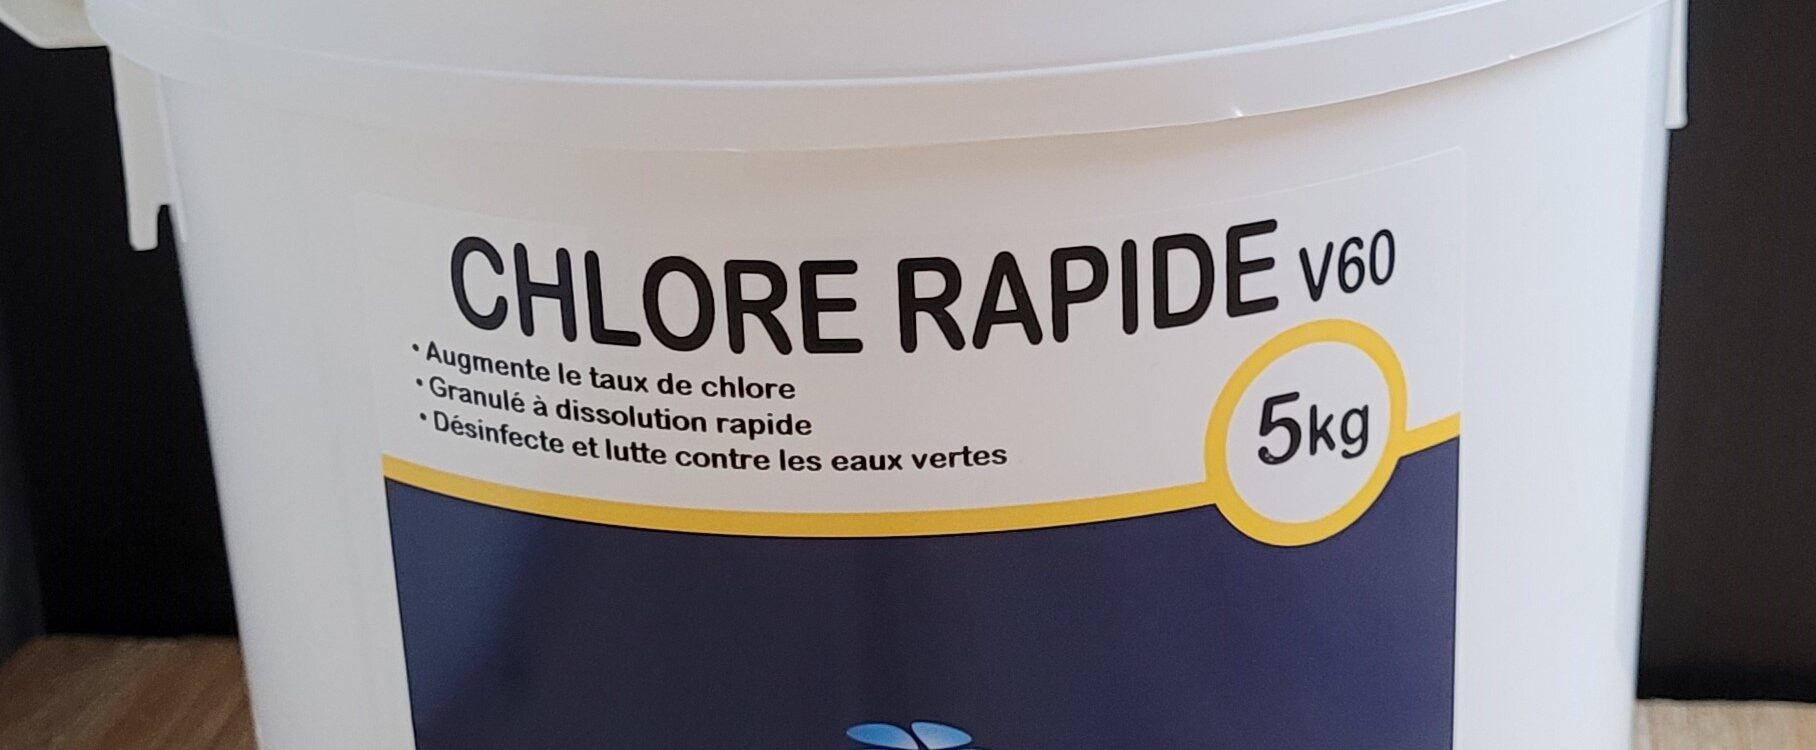 CHLORE RAPIDE V60
• Augmente le taux de chlore
• Granulé à dissolution rapide
• Désinfecte et lutte contre les eaux vertes
5kg